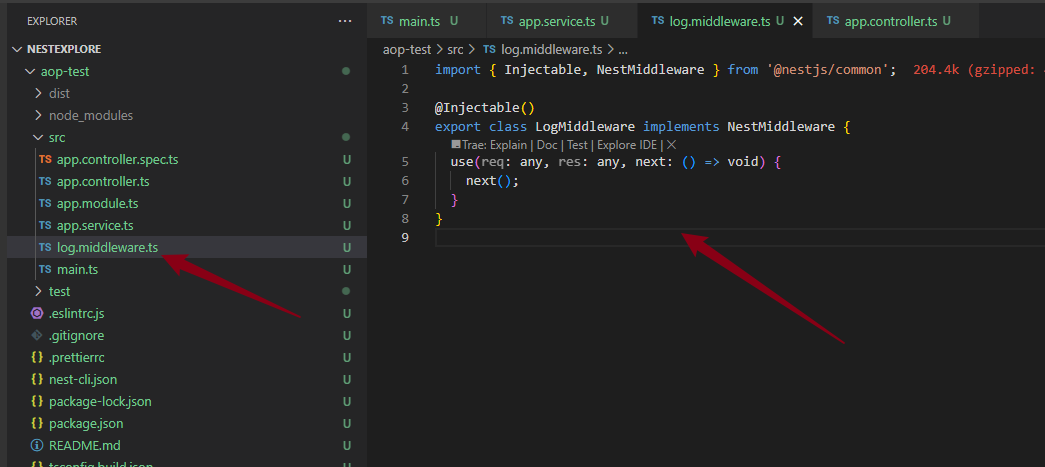 EXPLORER
NESTEXPLORE
aop-test
dist
node_modules
src
TS app.controller.spec.ts U
TS app.controller.ts U
TS app.module.ts U
TS app.service.ts U
TS log.middleware.ts U
TS main.ts U
test
.eslintrc.js U
.gitignore U
{} .prettierrc U
{} nest-cli.json U
{} package-lock.json U
{} package.json U
README.md U
TS main.ts U
TS app.service.ts U
TS log.middleware.ts U
TS app.controller.ts U
aop-test > src > TS log.middleware.ts > ...
1 import { Injectable, NestMiddleware } from '@nestjs/common'; 204.4k (gzipped:
2
3 @Injectable()
4 export class LogMiddleware implements NestMiddleware {
Trae: Explain | Doc | Test | Explore IDE | X
5 use(req: any, res: any, next: () => void) {
6 next();
7 }
8 }
9